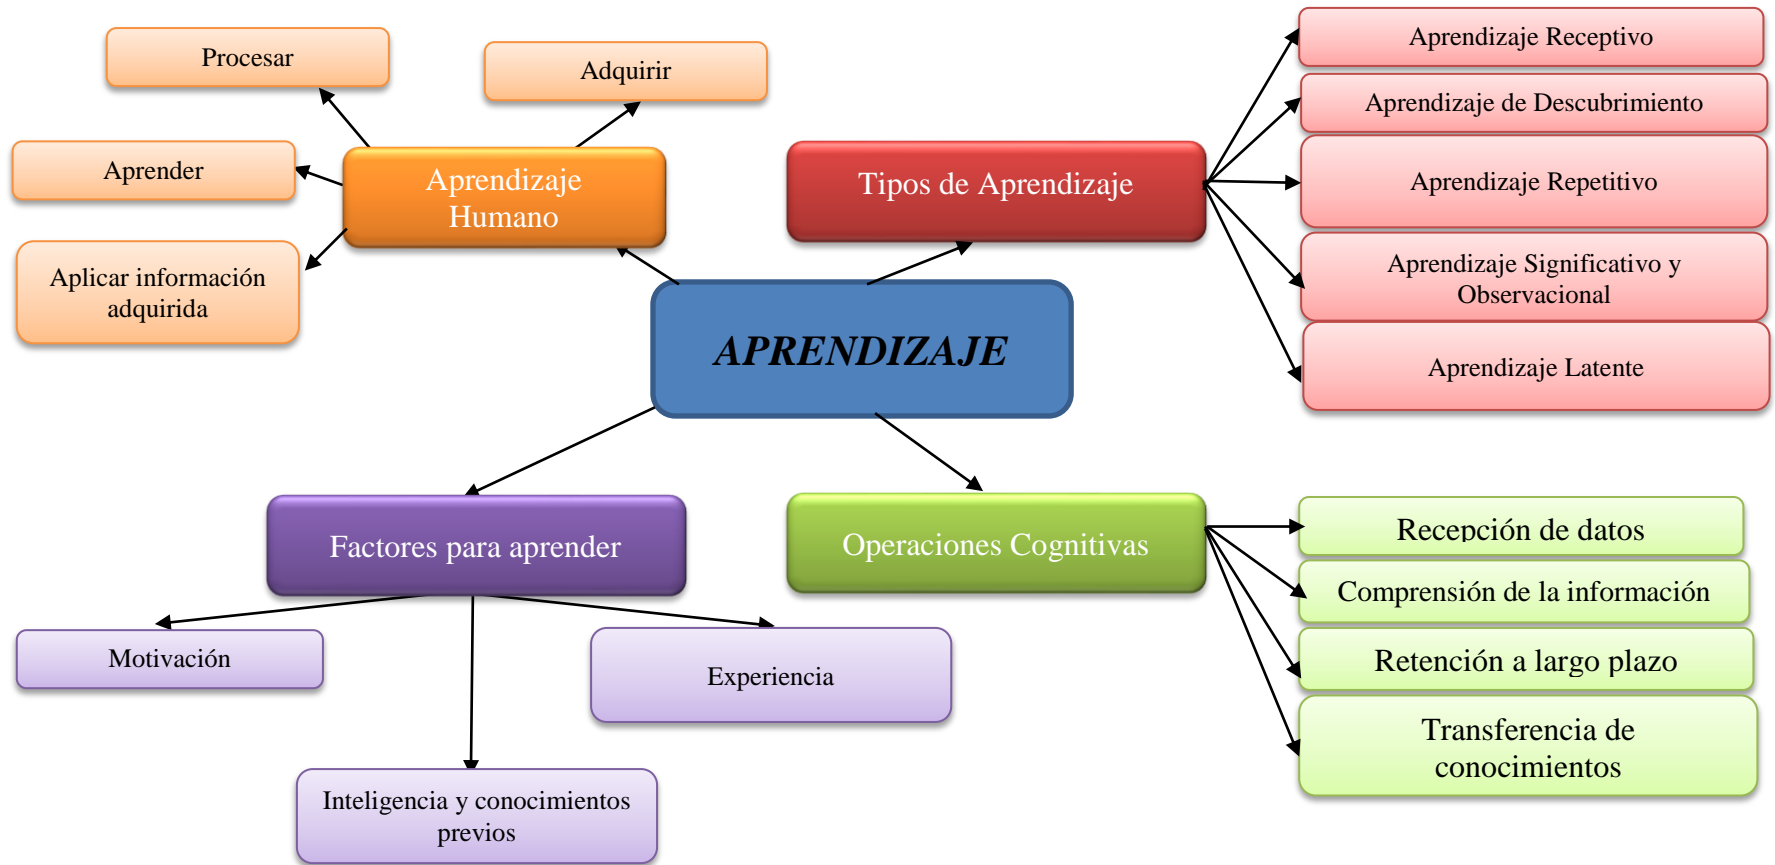 Procesar
Adquirir
Aprender
Aprendizaje
Humano
Aplicar información
adquirida
Tipos de Aprendizaje
Aprendizaje Receptivo
Aprendizaje de Descubrimiento
Aprendizaje Repetitivo
Aprendizaje Significativo y
Observacional
Aprendizaje Latente
APRENDIZAJE
Factores para aprender
Motivación
Experiencia
Inteligencia y conocimientos
previos
Operaciones Cognitivas
Recepción de datos
Comprensión de la información
Retención a largo plazo
Transferencia de
conocimientos